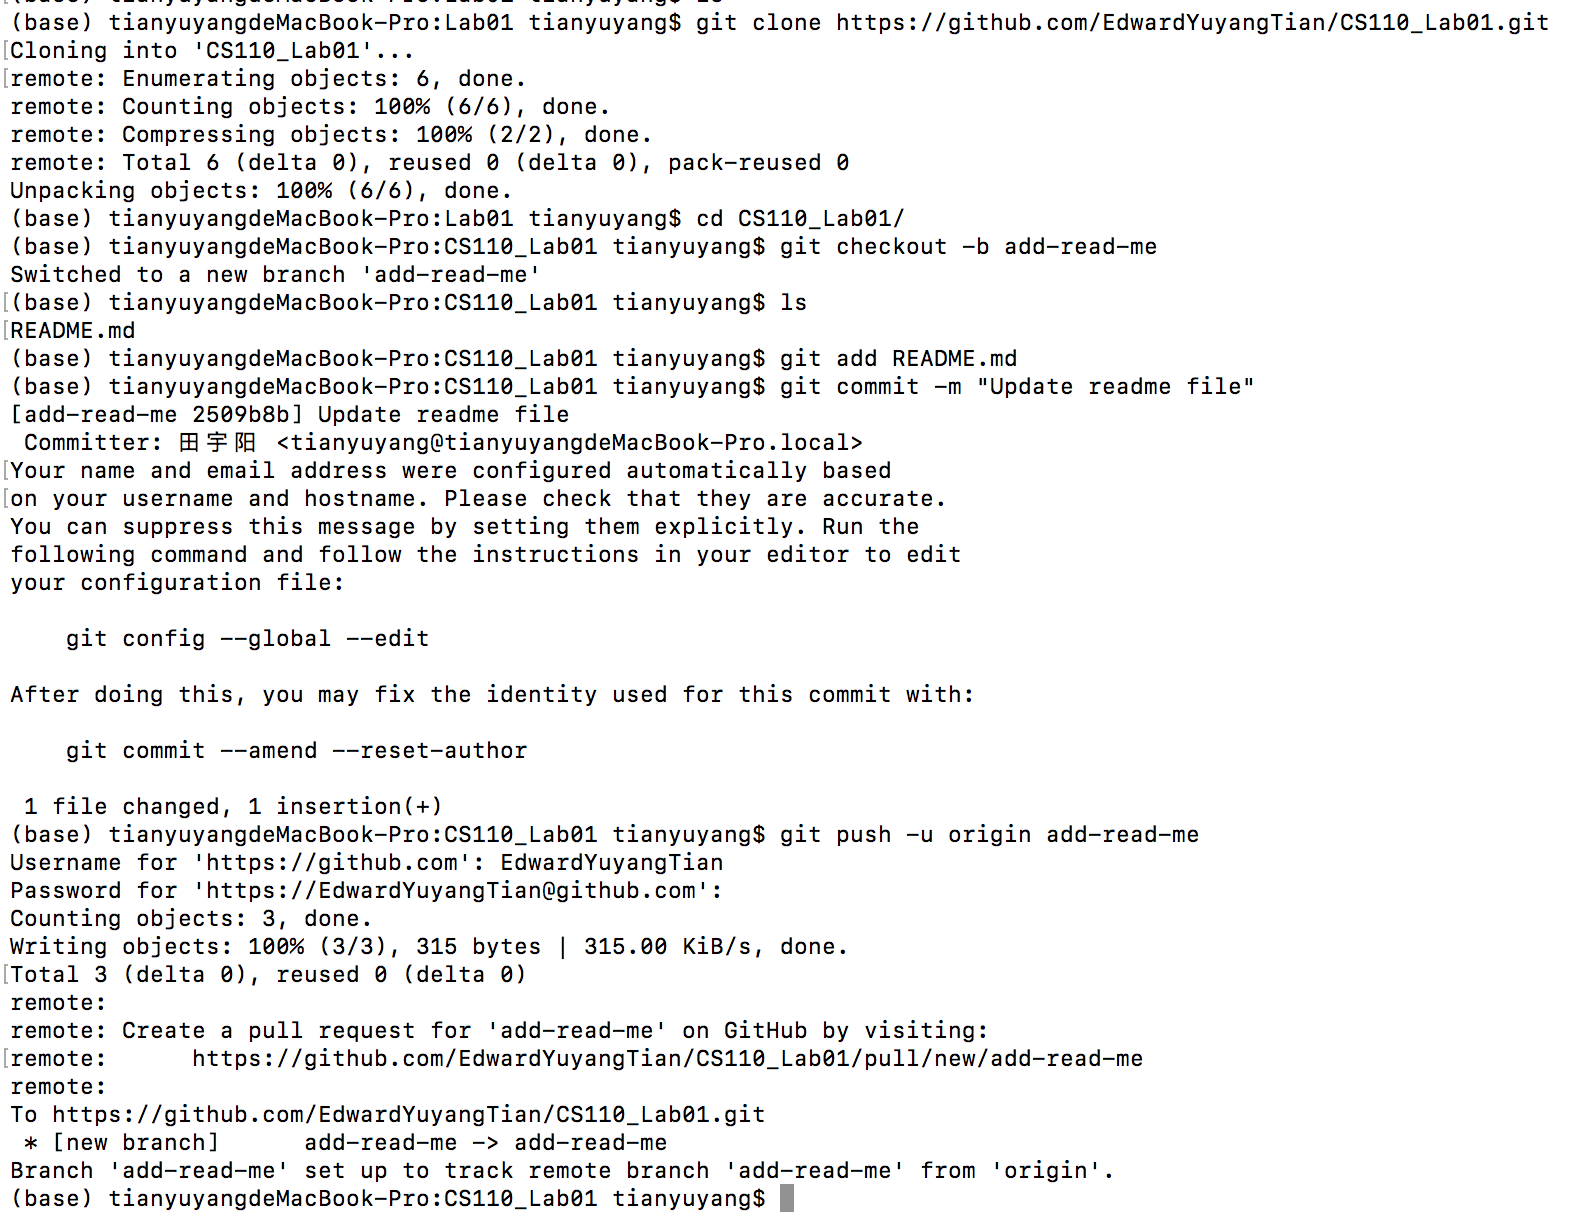 (base) tianyuyangdeMacBook-Pro:Lab01 tianyuyang$ ls
(base) tianyuyangdeMacBook-Pro:Lab01 tianyuyang$ git clone https://github.com/EdwardYuyangTian/CS110_Lab01.git
[Cloning into 'CS110_Lab01'...
[remote: Enumerating objects: 6, done.
remote: Counting objects: 100% (6/6), done.
remote: Compressing objects: 100% (2/2), done.
remote: Total 6 (delta 0), reused 0 (delta 0), pack-reused 0
Unpacking objects: 100% (6/6), done.
(base) tianyuyangdeMacBook-Pro:Lab01 tianyuyang$ cd CS110_Lab01/
(base) tianyuyangdeMacBook-Pro:CS110_Lab01 tianyuyang$ git checkout -b add-read-me
Switched to a new branch 'add-read-me'
[(base) tianyuyangdeMacBook-Pro:CS110_Lab01 tianyuyang$ ls
[README.md
(base) tianyuyangdeMacBook-Pro:CS110_Lab01 tianyuyang$ git add README.md
(base) tianyuyangdeMacBook-Pro:CS110_Lab01 tianyuyang$ git commit -m "Update readme file"
[add-read-me 2509b8b] Update readme file
Committer: 田宇阳 <tianyuyang@tianyuyangdeMacBook-Pro.local>
[Your name and email address were configured automatically based
[on your username and hostname. Please check that they are accurate.
You can suppress this message by setting them explicitly. Run the
following command and follow the instructions in your editor to edit
your configuration file:
git config --global --edit
After doing this, you may fix the identity used for this commit with:
git commit --amend --reset-author
1 file changed, 1 insertion(+)
(base) tianyuyangdeMacBook-Pro:CS110_Lab01 tianyuyang$ git push -u origin add-read-me
Username for 'https://github.com': EdwardYuyangTian
Password for 'https://EdwardYuyangTian@github.com':
Counting objects: 3, done.
Writing objects: 100% (3/3), 315 bytes | 315.00 KiB/s, done.
[Total 3 (delta 0), reused 0 (delta 0)
remote:
remote: Create a pull request for 'add-read-me' on GitHub by visiting:
[remote:      https://github.com/EdwardYuyangTian/CS110_Lab01/pull/new/add-read-me
remote:
To https://github.com/EdwardYuyangTian/CS110_Lab01.git
* [new branch]      add-read-me -> add-read-me
Branch 'add-read-me' set up to track remote branch 'add-read-me' from 'origin'.
(base) tianyuyangdeMacBook-Pro:CS110_Lab01 tianyuyang$